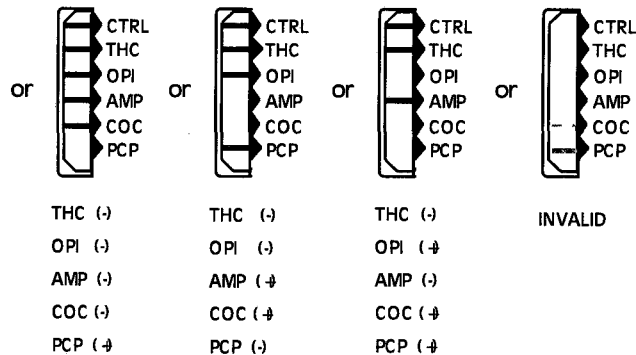 CTRL CTRL CTRL CTRL
THC THC THC THC
OPI OPI OPI OPI
or or or or
AMP AMP AMP AMP
COC COC COC COC
PCP PCP PCP PCP
THC (-) THC (-) THC (-) INVALID
OPI (-) OPI (-) OPI (+)
AMP (-) AMP (+) AMP (-)
COC (-) COC (+) COC (+)
PCP (+) PCP (-) PCP (+)